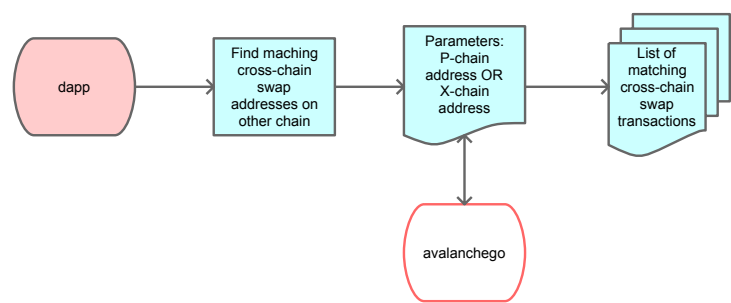 dapp
Find maching
cross-chain
swap
addresses on
other chain
Parameters:
P-chain
address OR
X-chain
address
List of
matching
cross-chain
swap
transactions
avalanchego